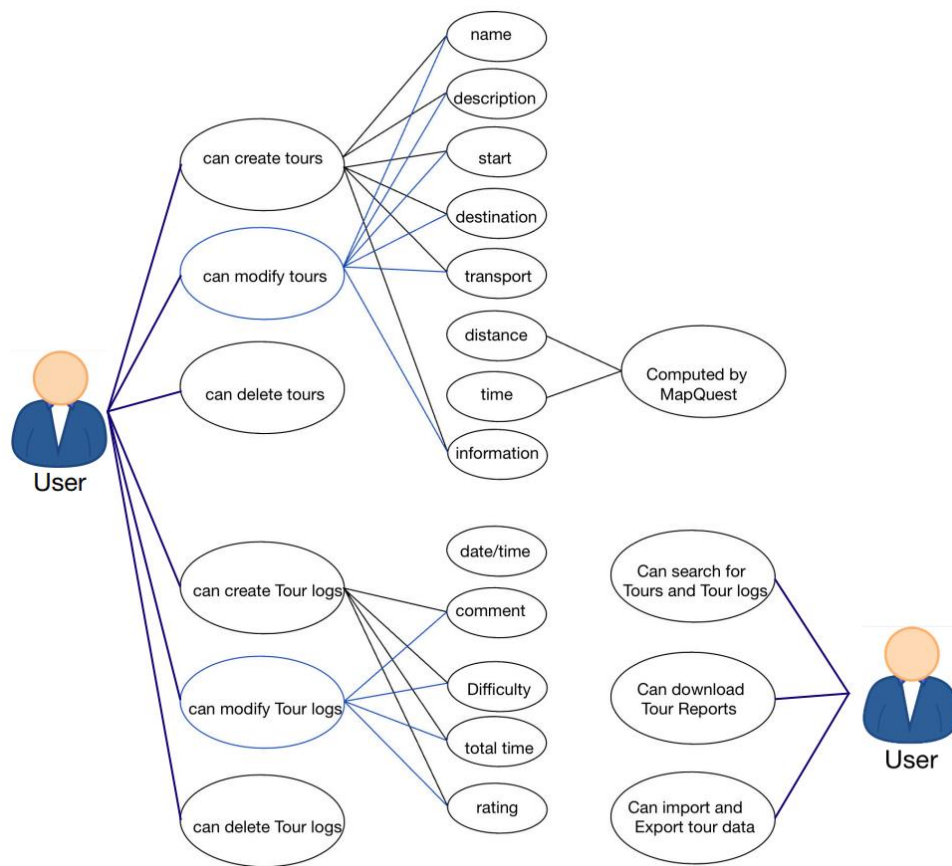 name
description
can create tours
start
destination
can modify tours
transport
distance
Computed by
MapQuest
can delete tours
time
information
User
date/time
Can search for
Tours and Tour logs
can create Tour logs
comment
Difficulty
Can download
Tour Reports
can modify Tour logs
total time
User
rating
Can import and
Export tour data
can delete Tour logs